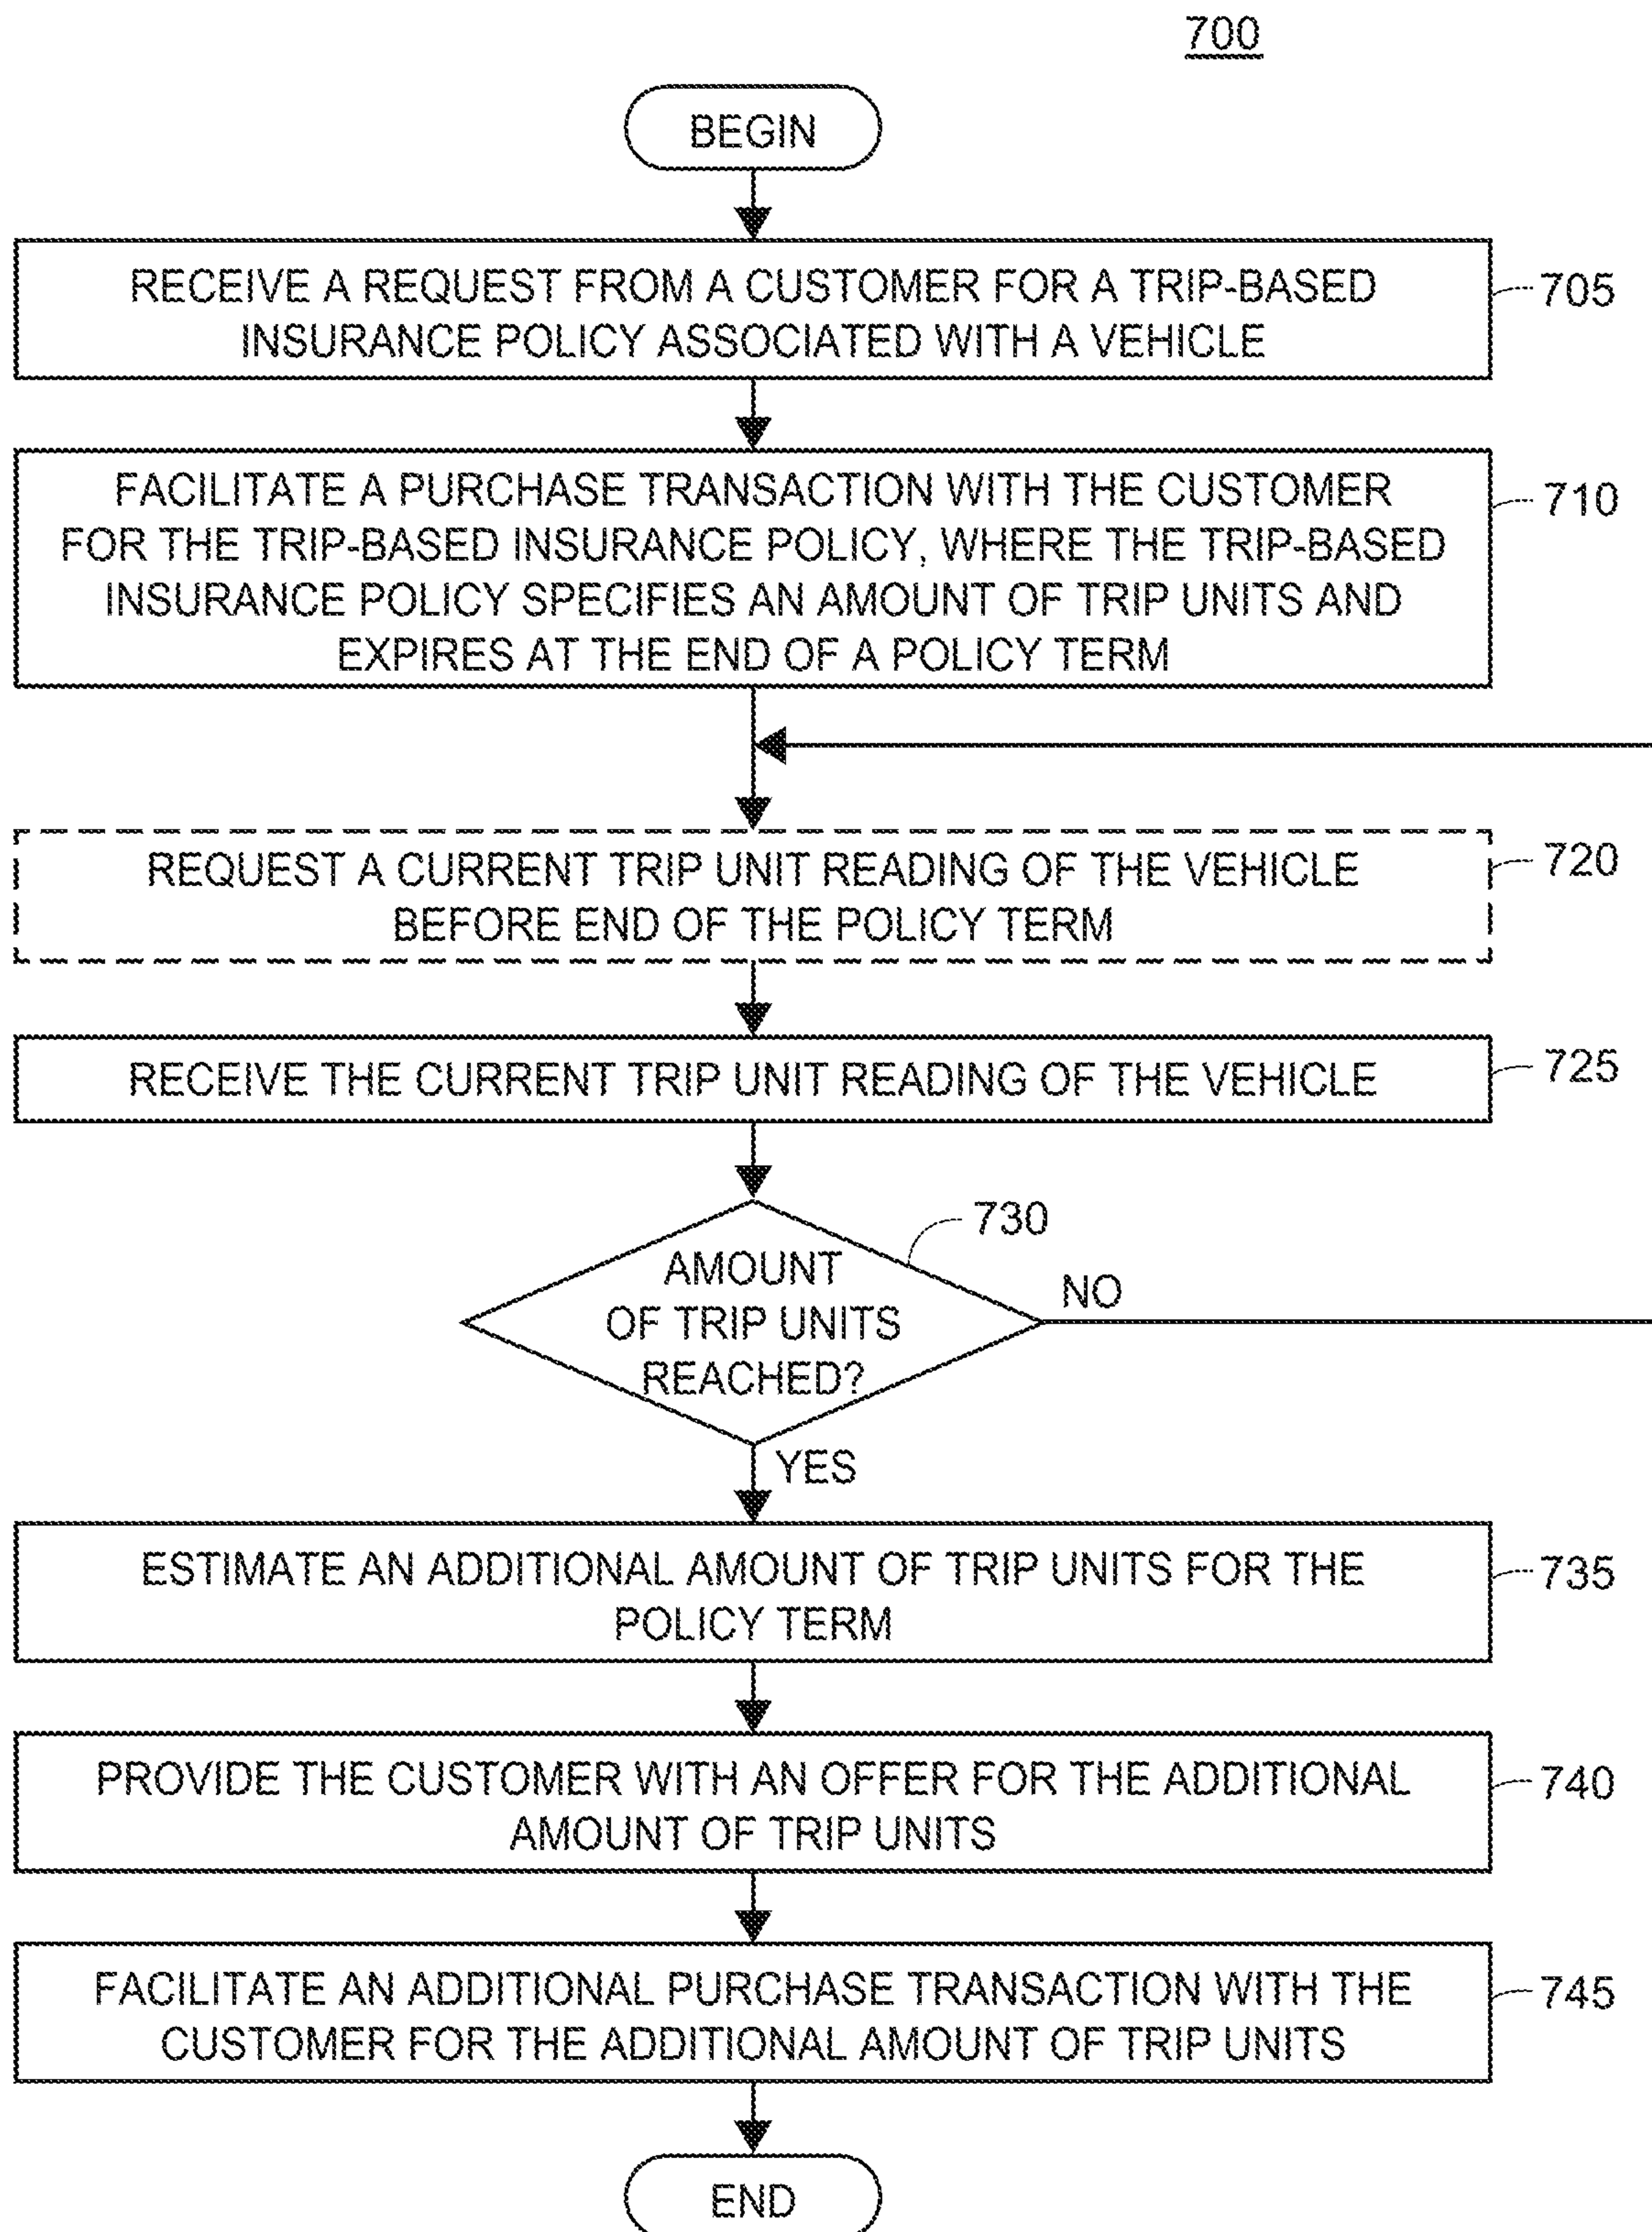 700
BEGIN
RECEIVE A REQUEST FROM A CUSTOMER FOR A TRIP-BASED
INSURANCE POLICY ASSOCIATED WITH A VEHICLE
705
FACILITATE A PURCHASE TRANSACTION WITH THE CUSTOMER
FOR THE TRIP-BASED INSURANCE POLICY, WHERE THE TRIP-BASED
INSURANCE POLICY SPECIFIES AN AMOUNT OF TRIP UNITS AND
EXPIRES AT THE END OF A POLICY TERM
710
REQUEST A CURRENT TRIP UNIT READING OF THE VEHICLE
BEFORE END OF THE POLICY TERM
720
RECEIVE THE CURRENT TRIP UNIT READING OF THE VEHICLE
725
730
AMOUNT
OF TRIP UNITS
REACHED?
NO
YES
ESTIMATE AN ADDITIONAL AMOUNT OF TRIP UNITS FOR THE
POLICY TERM
735
PROVIDE THE CUSTOMER WITH AN OFFER FOR THE ADDITIONAL
AMOUNT OF TRIP UNITS
740
FACILITATE AN ADDITIONAL PURCHASE TRANSACTION WITH THE
CUSTOMER FOR THE ADDITIONAL AMOUNT OF TRIP UNITS
745
END